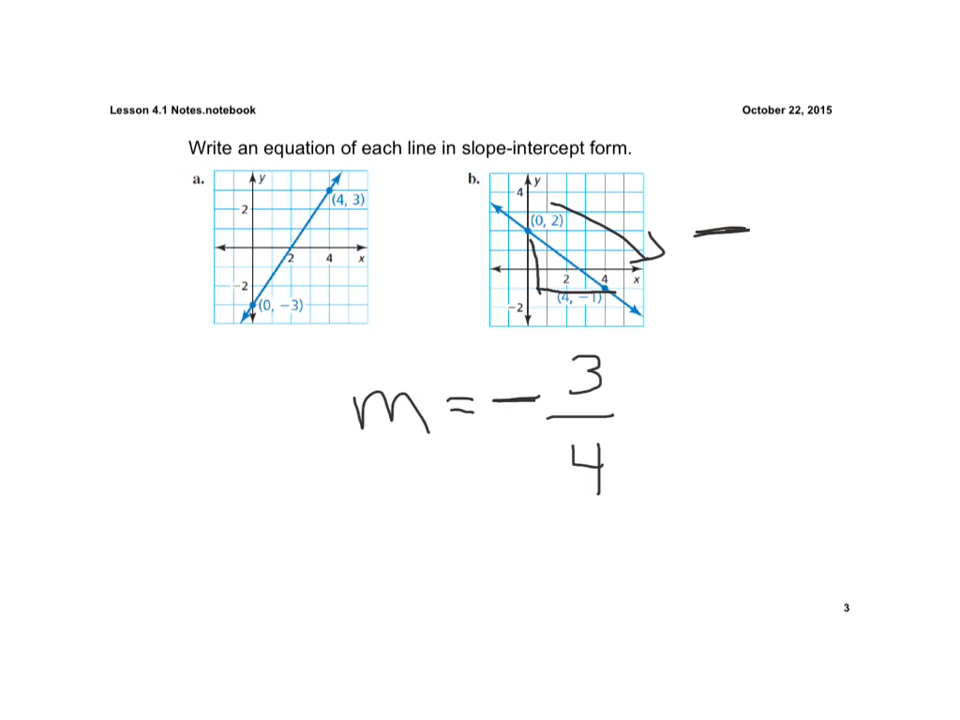 Lesson 4.1 Notes.notebook
October 22, 2015
Write an equation of each line in slope-intercept form.
a.
y
(4, 3)
2
2
4
x
−2
(0, −3)
b.
4
y
(0, 2)
2
4
x
(4, −1)
−2
−
m = − 3/4
3